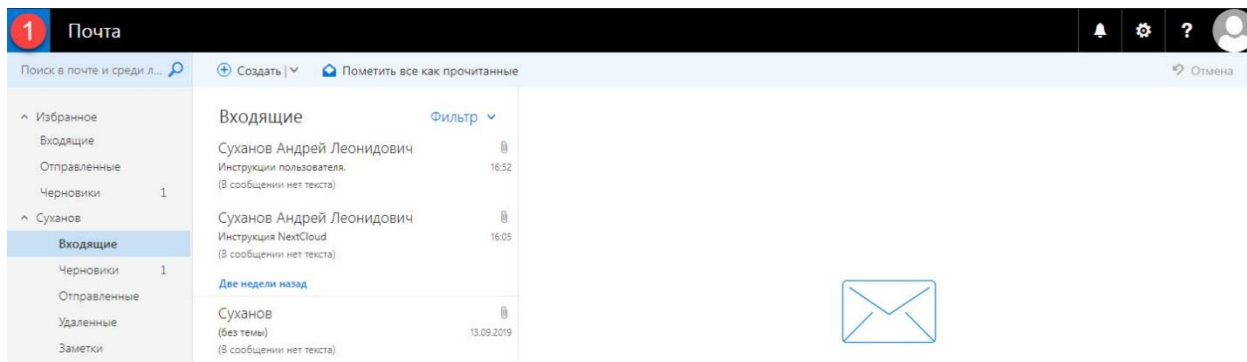 1 Почта
?
Поиск в почте и среди л...
Создать
Пометить все как прочитанные
Отмена
Избранное
Входящие
Отправленные
Черновики 1
Суханов
Входящие
Черновики 1
Отправленные
Удаленные
Заметки
Входящие Фильтр
Суханов Андрей Леонидович
Инструкции пользователя. 16:52
(В сообщении нет текста)
Суханов Андрей Леонидович
Инструкция NextCloud 16:05
(В сообщении нет текста)
Две недели назад
Суханов
(без темы) 13.09.2019
(В сообщении нет текста)